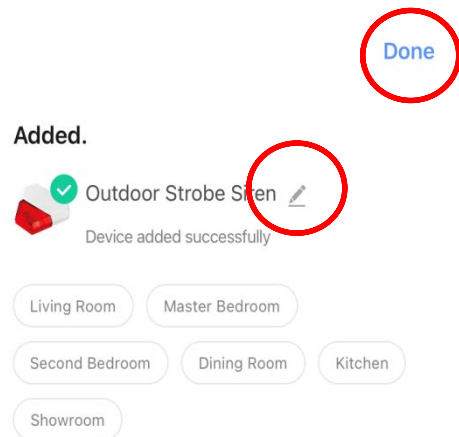 Done
Added.
Outdoor Strobe Siren
Device added successfully
Living Room Master Bedroom
Second Bedroom Dining Room Kitchen
Showroom